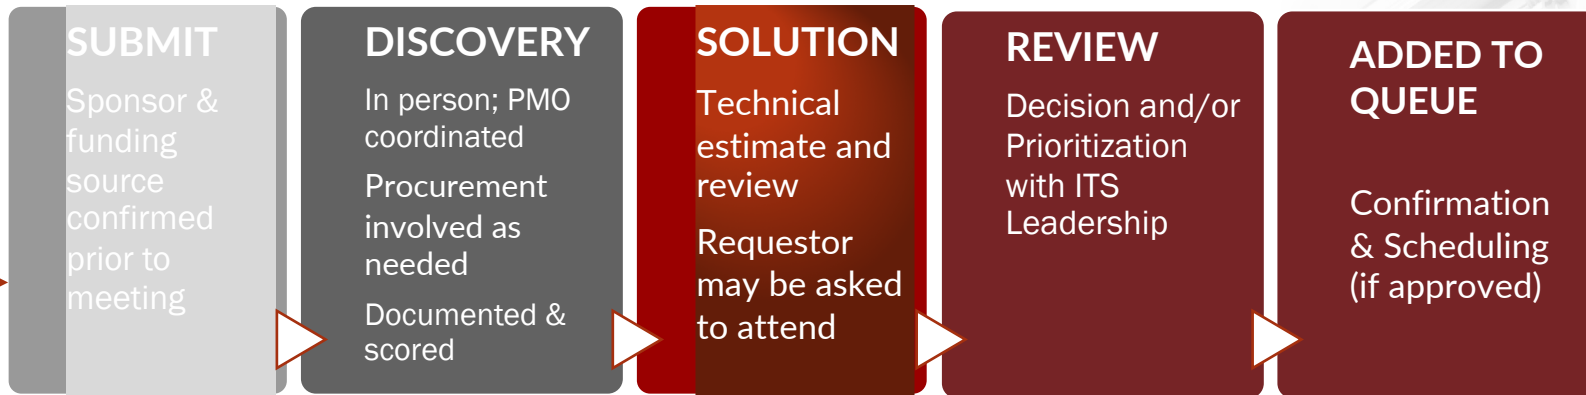 SUBMIT
Sponsor &
funding
source
confirmed
prior to
meeting
DISCOVERY
In person; PMO
coordinated
Procurement
involved as
needed
Documented &
scored
SOLUTION
Technical
estimate and
review
Requestor
may be asked
to attend
REVIEW
Decision and/or
Prioritization
with ITS
Leadership
ADDED TO
QUEUE
Confirmation
& Scheduling
(if approved)